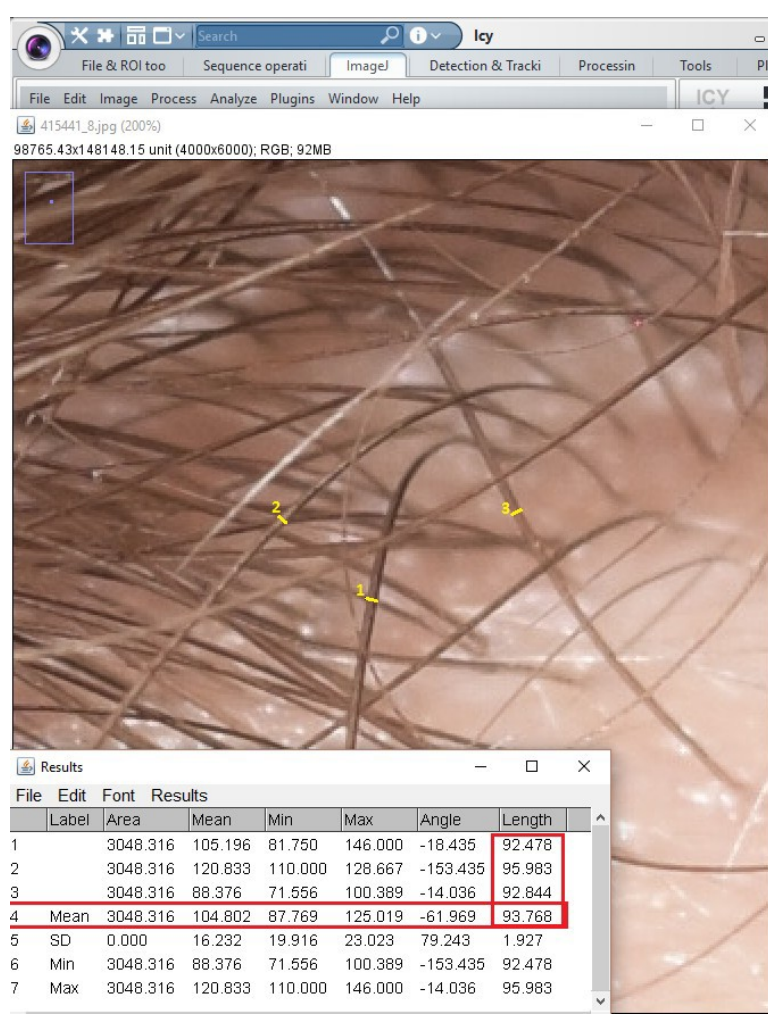 Search
Icy
File & ROI too Sequence operati ImageJ Detection & Tracki Processin Tools Pl
File Edit Image Process Analyze Plugins Window Help
ICY
415441_8.jpg (200%)
98765.43x148148.15 unit (4000x6000); RGB; 92MB
2
3
1
Results
File Edit Font Results
Label Area Mean Min Max Angle Length
1 3048.316 105.196 81.750 146.000 -18.435 92.478
2 3048.316 120.833 110.000 128.667 -153.435 95.983
3 3048.316 88.376 71.556 100.389 -14.036 92.844
4 Mean 3048.316 104.802 87.769 125.019 -61.969 93.768
5 SD 0.000 16.232 19.916 23.023 79.243 1.927
6 Min 3048.316 88.376 71.556 100.389 -153.435 92.478
7 Max 3048.316 120.833 110.000 146.000 -14.036 95.983